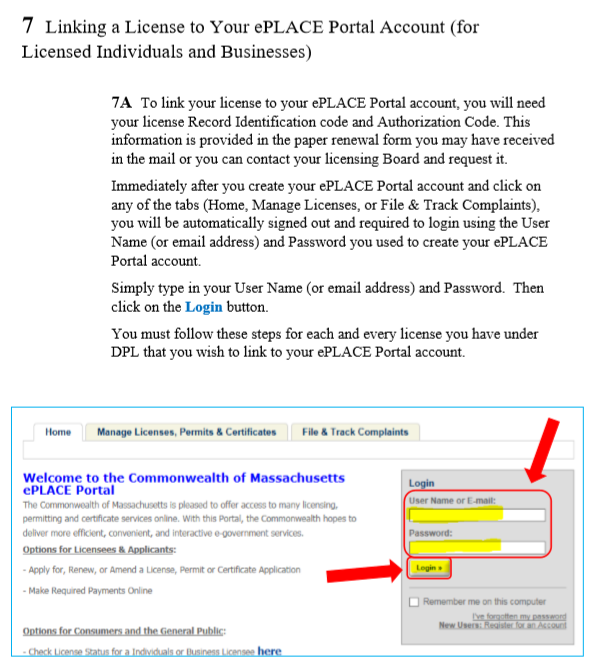 7 Linking a License to Your ePLACE Portal Account (for
Licensed Individuals and Businesses)
7A To link your license to your ePLACE Portal account, you will need
your license Record Identification code and Authorization Code. This
information is provided in the paper renewal form you may have received
in the mail or you can contact your licensing Board and request it.
Immediately after you create your ePLACE Portal account and click on
any of the tabs (Home, Manage Licenses, or File & Track Complaints),
you will be automatically signed out and required to login using the User
Name (or email address) and Password you used to create your ePLACE
Portal account.
Simply type in your User Name (or email address) and Password. Then
click on the Login button.
You must follow these steps for each and every license you have under
DPL that you wish to link to your ePLACE Portal account.
Home Manage Licenses, Permits & Certificates File & Track Complaints
Welcome to the Commonwealth of Massachusetts
ePLACE Portal
The Commonwealth of Massachusetts is pleased to offer access to many licensing,
permitting and certificate services online. With this Portal, the Commonwealth hopes to
deliver more efficient, convenient, and interactive e-government services.
Options for Licensees & Applicants:
- Apply for, Renew, or Amend a License, Permit or Certificate Application
- Make Required Payments Online
Options for Consumers and the General Public:
- Check License Status for a Individuals or Business Licensee here
Login
User Name or E-mail:
Password:
Login »
Remember me on this computer
I've forgotten my password
New Users: Register for an Account